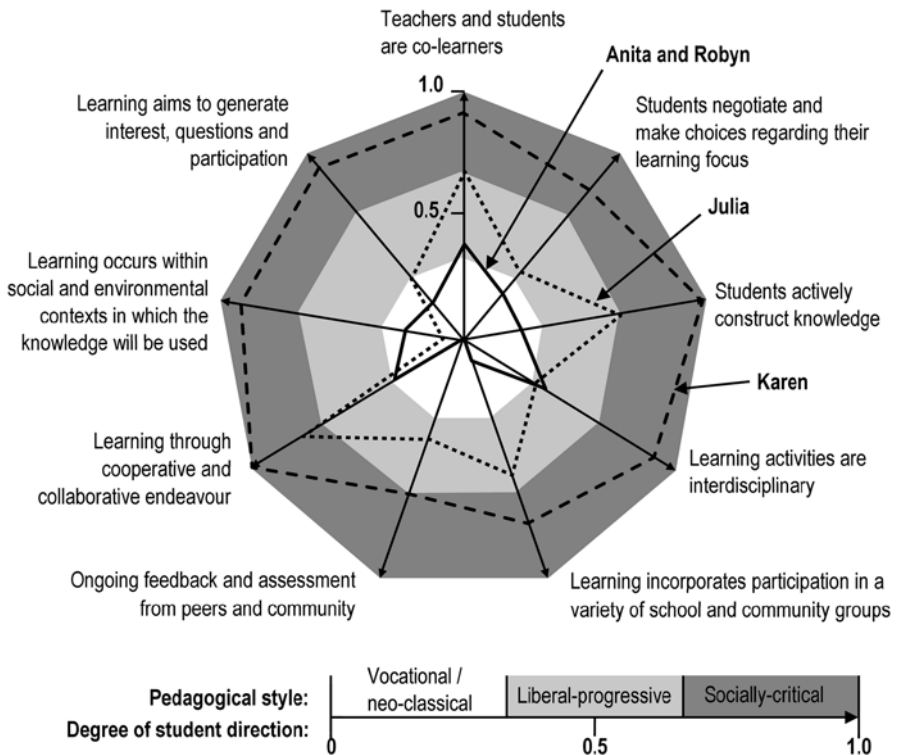 Teachers and students
are co-learners
Anita and Robyn
1.0
Learning aims to generate
interest, questions and
participation
Students negotiate and
make choices regarding their
learning focus
0.5
Julia
Learning occurs within
social and environmental
contexts in which the
knowledge will be used
Students actively
construct knowledge
Karen
Learning through
cooperative and
collaborative endeavour
Learning activities are
interdisciplinary
Ongoing feedback and assessment
from peers and community
Learning incorporates participation in a
variety of school and community groups
Pedagogical style:
Vocational /
neo-classical
Liberal-progressive
Socially-critical
Degree of student direction:
0
0.5
1.0